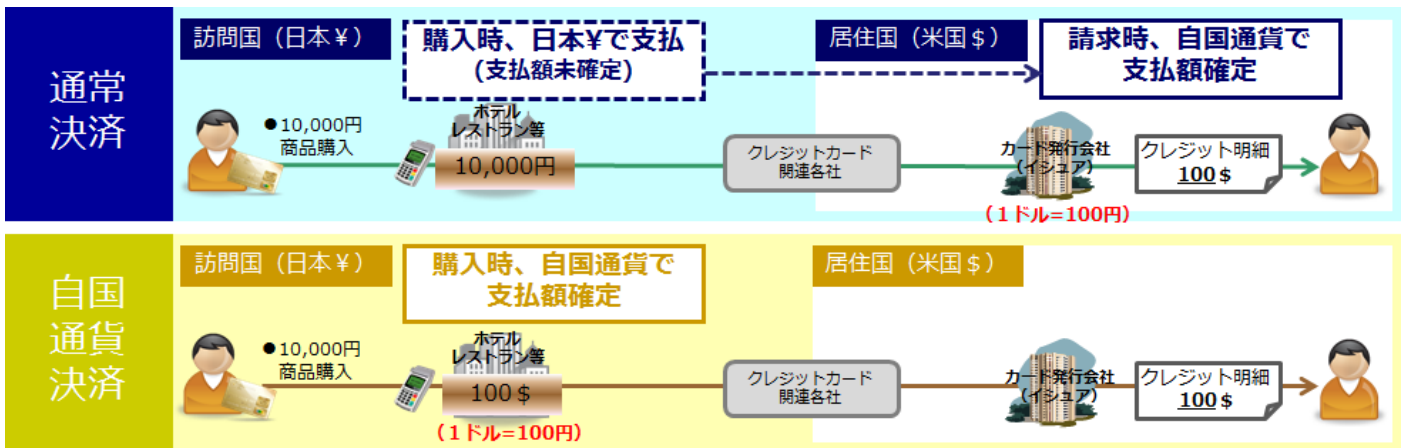 通常
決済
訪問国（日本￥）
購入時、日本¥で支払
(支払額未確定)
居住国（米国＄）
請求時、自国通貨で
支払額確定
●10,000円
商品購入
ホテル
レストラン等
10,000円
クレジットカード
関連各社
カード発行会社
（イシュア）
（１ドル=100円）
クレジット明細
100＄
自国
通貨
決済
訪問国（日本￥）
購入時、自国通貨で
支払額確定
居住国（米国＄）
●10,000円
商品購入
ホテル
レストラン等
100＄
（１ドル=100円）
クレジットカード
関連各社
カード発行会社
（イシュア）
クレジット明細
100＄